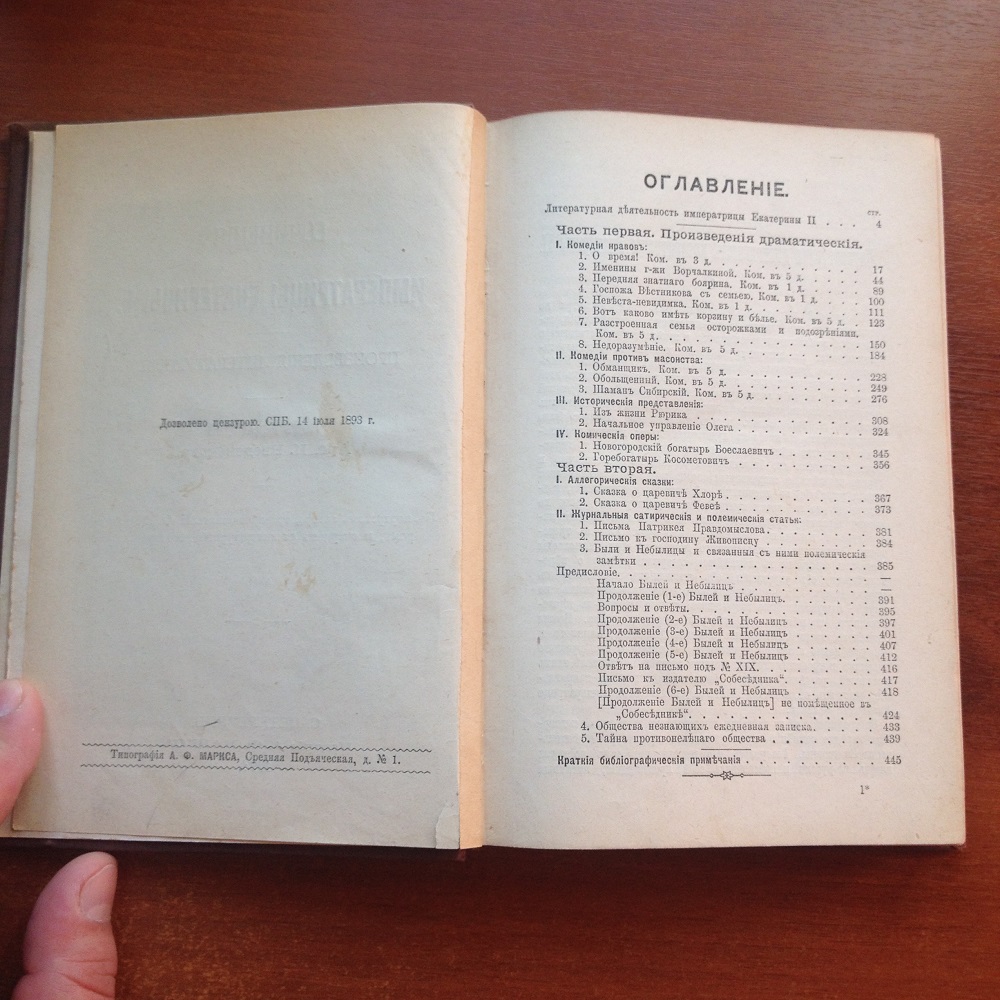 Дозволено цензурою. СПБ. 14 іюля 1893 г.
Типографія А. Ф. МАРКСА, Средняя Подъяческая, д. № 1.
ОГЛАВЛЕНІЕ.
СТР.
Литературная дѣятельность императрицы Екатерины II . . . 4
Часть первая. Произведенія драматическія.
I. Комедіи нравовъ:
1. О время! Ком. въ 3 д. . . . . . . . . . 17
2. Именины г-жи Ворчалкиной. Ком. въ 5 д. . . . . 44
3. Передняя знатнаго боярина. Ком. въ 1 д. . . . . 89
4. Госпожа Вѣстникова съ семьею. Ком. въ 1 д. . . . 100
5. Невѣста-невидимка. Ком. въ 1 д. . . . . . . 111
6. Вотъ каково имѣть корзину и бѣлье. Ком. въ 5 д. . 123
7. Разстроенная семья осторожками и подозрѣніями.
Ком. въ 5 д. . . . . . . . . . . 150
8. Недоразумѣніе. Ком. въ 5 д. . . . . . . . 184
II. Комедіи противъ масонства:
1. Обманщикъ. Ком. въ 5 д. . . . . . . . . 228
2. Обольщенный. Ком. въ 5 д. . . . . . . . 249
3. Шаманъ Сибирскій. Ком. въ 5 д. . . . . . . 276
III. Историческія представленія:
1. Изъ жизни Рюрика . . . . . . . . . . 308
2. Начальное управленіе Олега . . . . . . . . 324
IV. Комическія оперы:
1. Новогородскій богатырь Боеславичъ . . . . . . 345
2. Горебогатырь Косометовичъ . . . . . . . . 356
Часть вторая.
I. Аллегорическія сказки:
1. Сказка о царевичѣ Хлорѣ . . . . . . . . 367
2. Сказка о царевичѣ Февеѣ . . . . . . . . 373
II. Журнальныя сатирическія и полемическія статьи:
1. Письма Патрикея Правдомыслова. . . . . . . 381
2. Письмо къ господину Живописцу . . . . . . . 384
3. Были и Небылицы и связанныя съ ними полемическія
замѣтки . . . . . . . . . . . . 385
Предисловіе. . . . . . . . . . . . . —
Начало Былей и Небылицъ . . . . . . . . —
Продолженіе (1-е) Былей и Небылицъ. . . . . . 391
Вопросы и отвѣты. . . . . . . . . . . 395
Продолженіе (2-е) Былей и Небылицъ . . . . . 397
Продолженіе (3-е) Былей и Небылицъ . . . . . 401
Продолженіе (4-е) Былей и Небылицъ . . . . . 407
Продолженіе (5-е) Былей и Небылицъ . . . . . 412
Отвѣтъ на письмо подъ № XIX. . . . . . . . 416
Письмо къ издателю „Собесѣдника“. . . . . . . 417
Продолженіе (6-е) Былей и Небылицъ . . . . . 418
[Продолженіе Былей и Небылицъ] не помѣщенное въ
„Собесѣдникѣ“. . . . . . . . . . . 424
4. Общества незнающихъ ежедневная записка. . . . . 433
5. Тайна противонелѣпаго общества . . . . . . . 439
Краткія библіографическія примѣчанія . . . . . . . 445
1*